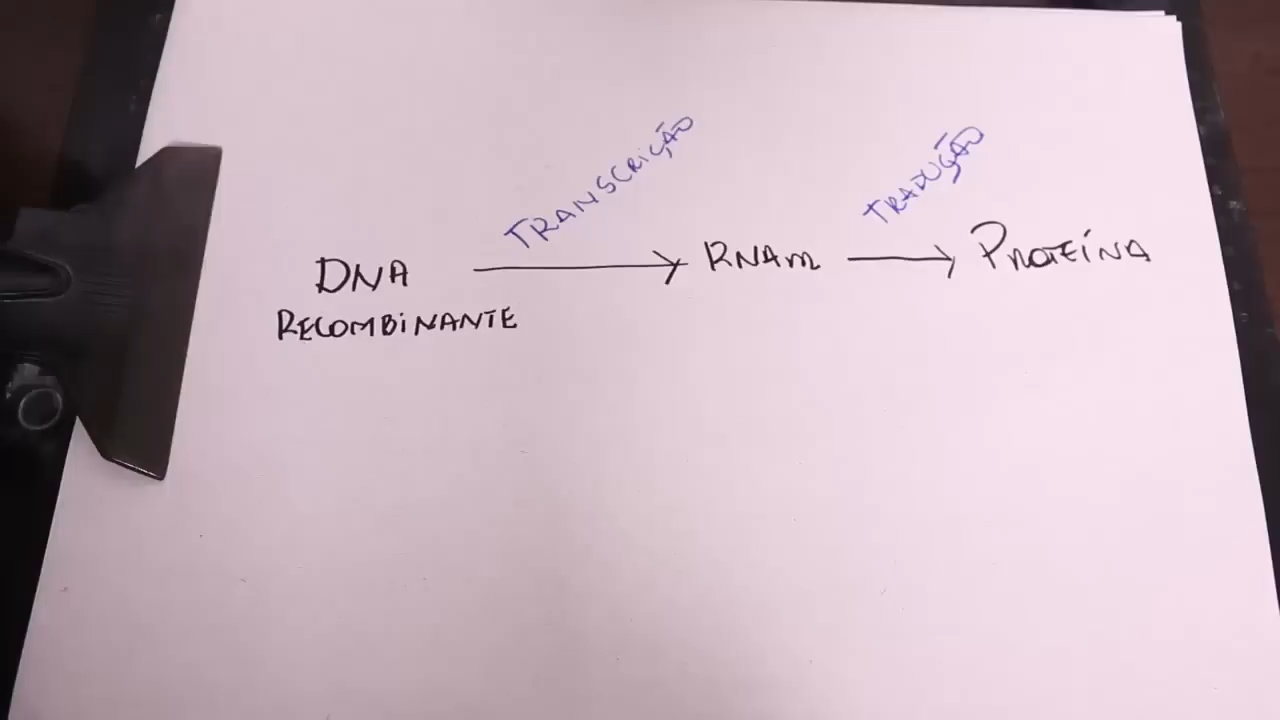 TRANSCRIÇÃO
TRADUÇÃO
DNA RNAm PROTEÍNA
RECOMBINANTE